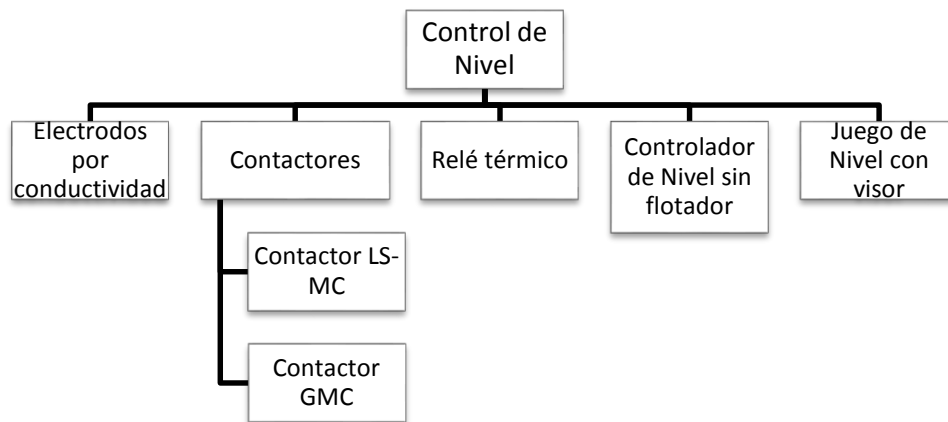 Control de
Nivel
Electrodos
por
conductividad
Contactores
Relé térmico
Controlador
de Nivel sin
flotador
Juego de
Nivel con
visor
Contactor LS-
MC
Contactor
GMC